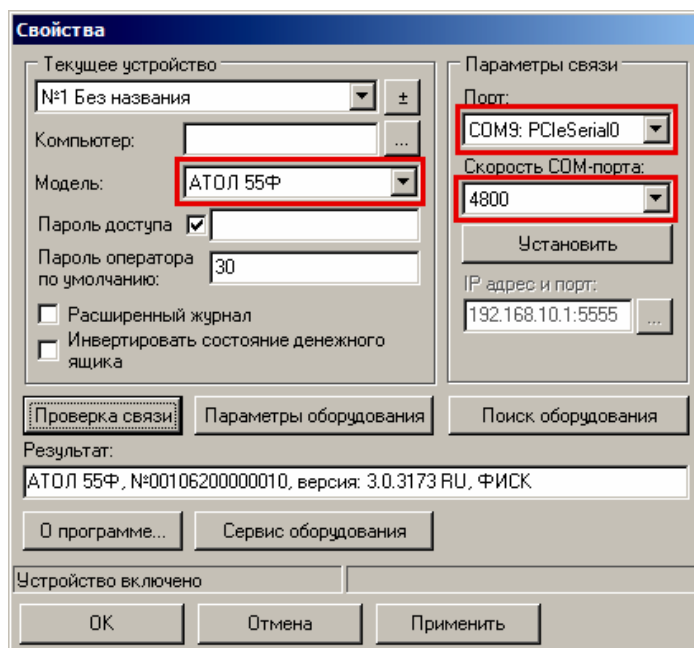 Свойства
Текущее устройство
№1 Без названия
±
Компьютер:
...
Модель:
АТОЛ 55Ф
Пароль доступа
Пароль оператора
по умолчанию:
30
Расширенный журнал
Инвертировать состояние денежного
ящика
Параметры связи
Порт:
COM9: PCIeSerial0
Скорость COM-порта:
4800
Установить
IP адрес и порт:
192.168.10.1:5555
...
Проверка связи
Параметры оборудования
Поиск оборудования
Результат:
АТОЛ 55Ф, №00106200000010, версия: 3.0.3173 RU, ФИСК
О программе...
Сервис оборудования
Устройство включено
OK
Отмена
Применить